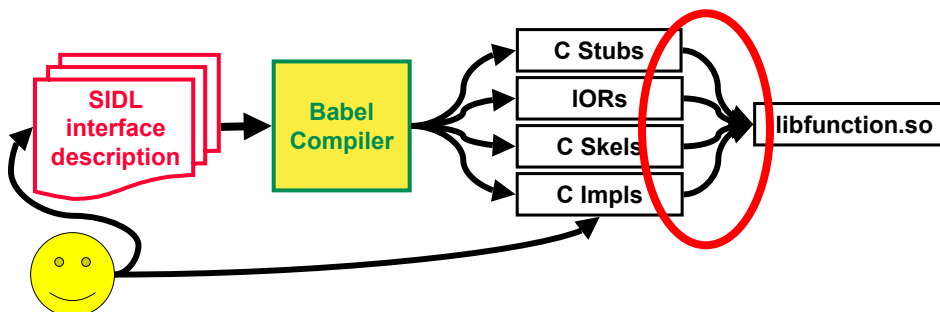 SIDL
interface
description
Babel
Compiler
C Stubs
IORs
C Skels
C Impls
libfunction.so